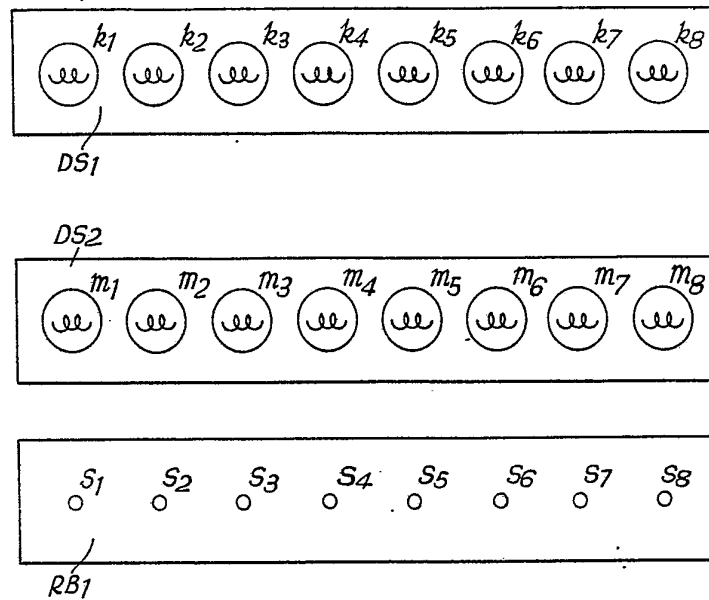 k1 k2 k3 k4 k5 k6 k7 k8
DS1
DS2
m1 m2 m3 m4 m5 m6 m7 m8
S1 S2 S3 S4 S5 S6 S7 S8
RB1